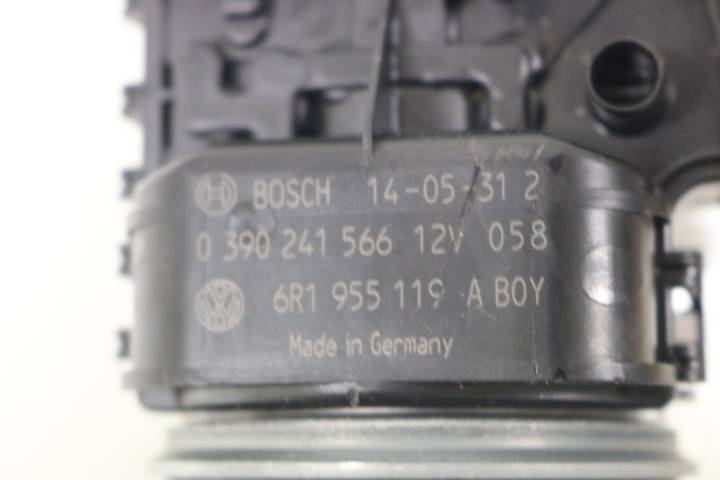 BOSCH 14-05-31 2
0 390 241 566 12V 058
6R1 955 119 A BOY
Made in Germany